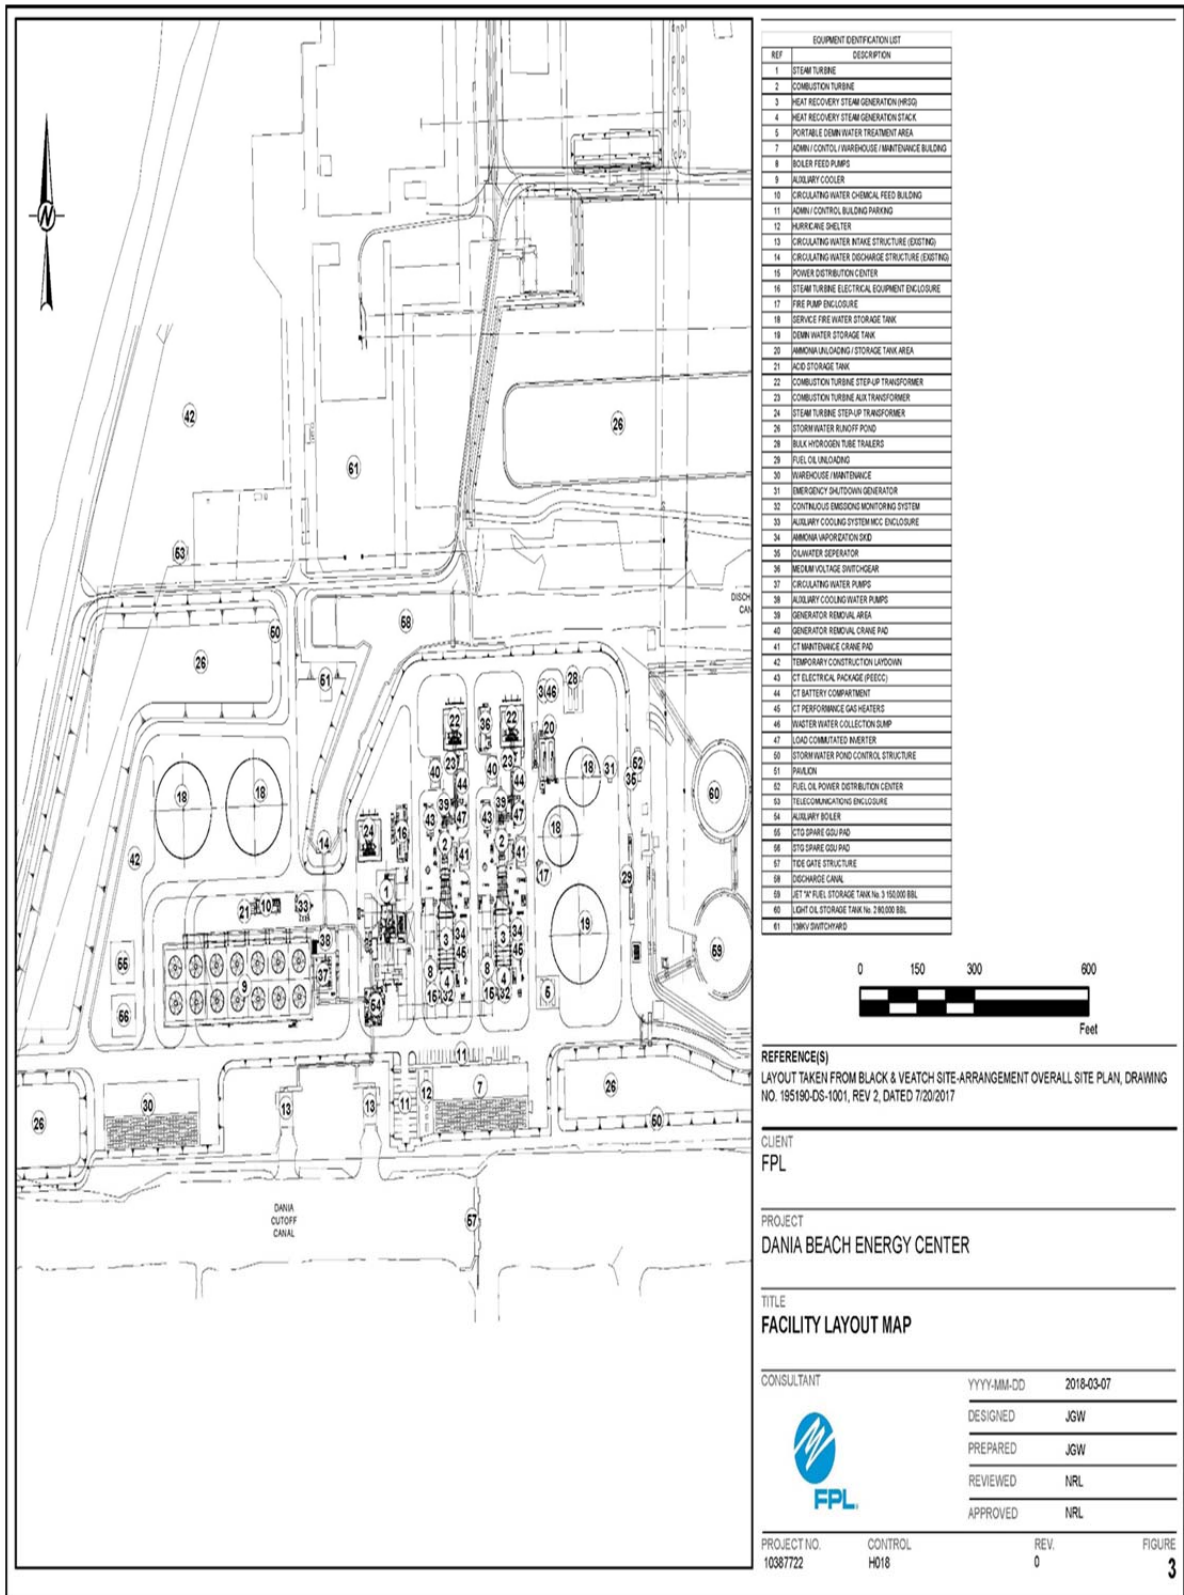 N
42
61
26
53
DISCH
CAN
58
50
26
51
28
3
46
22
36
22
20
23
23
40
40
44
44
18
31
52
35
60
18
18
39
39
43
47
43
47
24
16
14
2
2
18
41
41
42
17
29
1
21
10
33
19
38
3
34
3
34
45
45
59
55
37
9
8
8
4
4
5
56
54
15
32
15
32
11
30
13
13
11
12
7
26
26
50
DANIA
CUTOFF
CANAL
57
EQUIPMENT IDENTIFICATION LIST
REF DESCRIPTION
1 STEAM TURBINE
2 COMBUSTION TURBINE
3 HEAT RECOVERY STEAM GENERATION (HRSG)
4 HEAT RECOVERY STEAM GENERATION STACK
5 PORTABLE DEMIN WATER TREATMENT AREA
7 ADMIN / CONTOL / WAREHOUSE / MAINTENANCE BUILDING
8 BOILER FEED PUMPS
9 AUXILIARY COOLER
10 CIRCULATING WATER CHEMICAL FEED BUILDING
11 ADMIN / CONTROL BUILDING PARKING
12 HURRICANE SHELTER
13 CIRCULATING WATER INTAKE STRUCTURE (EXISTING)
14 CIRCULATING WATER DISCHARGE STRUCTURE (EXISTING)
15 POWER DISTRIBUTION CENTER
16 STEAM TURBINE ELECTRICAL EQUIPMENT ENCLOSURE
17 FIRE PUMP ENCLOSURE
18 SERVICE FIRE WATER STORAGE TANK
19 DEMIN WATER STORAGE TANK
20 AMMONIA UNLOADING / STORAGE TANK AREA
21 ACID STORAGE TANK
22 COMBUSTION TURBINE STEP-UP TRANSFORMER
23 COMBUSTION TURBINE AUX TRANSFORMER
24 STEAM TURBINE STEP-UP TRANSFORMER
26 STORM WATER RUNOFF POND
28 BULK HYDROGEN TUBE TRAILERS
29 FUEL OIL UNLOADING
30 WAREHOUSE / MAINTENANCE
31 EMERGENCY SHUTDOWN GENERATOR
32 CONTINUOUS EMISSIONS MONITORING SYSTEM
33 AUXILIARY COOLING SYSTEM MCC ENCLOSURE
34 AMMONIA VAPORIZATION SKID
35 OIL/WATER SEPERATOR
36 MEDIUM VOLTAGE SWITCHGEAR
37 CIRCULATING WATER PUMPS
38 AUXILIARY COOLING WATER PUMPS
39 GENERATOR REMOVAL AREA
40 GENERATOR REMOVAL CRANE PAD
41 CT MAINTENANCE CRANE PAD
42 TEMPORARY CONSTRUCTION LAYDOWN
43 CT ELECTRICAL PACKAGE (PEECC)
44 CT BATTERY COMPARTMENT
45 CT PERFORMANCE GAS HEATERS
46 WASTER WATER COLLECTION SUMP
47 LOAD COMMUTATED INVERTER
50 STORM WATER POND CONTROL STRUCTURE
51 PAVILION
52 FUEL OIL POWER DISTRIBUTION CENTER
53 TELECOMUNICATIONS ENCLOSURE
54 AUXILIARY BOILER
55 CTG SPARE GSU PAD
56 STG SPARE GSU PAD
57 TIDE GATE STRUCTURE
58 DISCHARGE CANAL
59 JET "A" FUEL STORAGE TANK No. 3 150,000 BBL
60 LIGHT OIL STORAGE TANK No. 2 80,000 BBL
61 138KV SWITCHYARD
0 150 300 600
Feet
REFERENCE(S)
LAYOUT TAKEN FROM BLACK & VEATCH SITE-ARRANGEMENT OVERALL SITE PLAN, DRAWING
NO. 195190-DS-1001, REV 2, DATED 7/20/2017
CLIENT
FPL
PROJECT
DANIA BEACH ENERGY CENTER
TITLE
FACILITY LAYOUT MAP
CONSULTANT
FPL.
YYYY-MM-DD 2018-03-07
DESIGNED JGW
PREPARED JGW
REVIEWED NRL
APPROVED NRL
PROJECT NO. CONTROL REV. FIGURE
10387722 H018 0 3